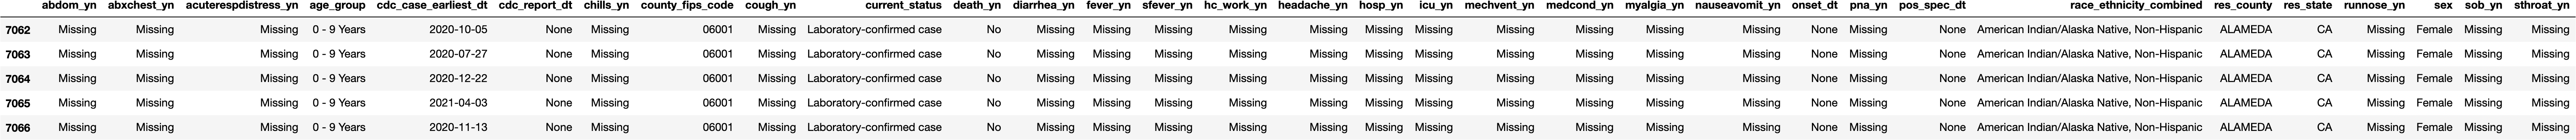 abdom_yn abxchest_yn acuterespdistress_yn age_group cdc_case_earliest_dt cdc_report_dt chills_yn county_fips_code cough_yn current_status death_yn diarrhea_yn fever_yn sfever_yn hc_work_yn headache_yn hosp_yn icu_yn mechvent_yn medcond_yn myalgia_yn nauseavomit_yn onset_dt pna_yn pos_spec_dt race_ethnicity_combined res_county res_state runnose_yn sex sob_yn sthroat_yn
7062 Missing Missing Missing 0 - 9 Years 2020-10-05 None Missing 06001 Missing Laboratory-confirmed case No Missing Missing Missing Missing Missing Missing Missing Missing Missing Missing Missing None Missing None American Indian/Alaska Native, Non-Hispanic ALAMEDA CA Missing Female Missing Missing
7063 Missing Missing Missing 0 - 9 Years 2020-07-27 None Missing 06001 Missing Laboratory-confirmed case No Missing Missing Missing Missing Missing Missing Missing Missing Missing Missing Missing None Missing None American Indian/Alaska Native, Non-Hispanic ALAMEDA CA Missing Female Missing Missing
7064 Missing Missing Missing 0 - 9 Years 2020-12-22 None Missing 06001 Missing Laboratory-confirmed case No Missing Missing Missing Missing Missing Missing Missing Missing Missing Missing Missing None Missing None American Indian/Alaska Native, Non-Hispanic ALAMEDA CA Missing Female Missing Missing
7065 Missing Missing Missing 0 - 9 Years 2021-04-03 None Missing 06001 Missing Laboratory-confirmed case No Missing Missing Missing Missing Missing Missing Missing Missing Missing Missing Missing None Missing None American Indian/Alaska Native, Non-Hispanic ALAMEDA CA Missing Female Missing Missing
7066 Missing Missing Missing 0 - 9 Years 2020-11-13 None Missing 06001 Missing Laboratory-confirmed case No Missing Missing Missing Missing Missing Missing Missing Missing Missing Missing Missing None Missing None American Indian/Alaska Native, Non-Hispanic ALAMEDA CA Missing Female Missing Missing